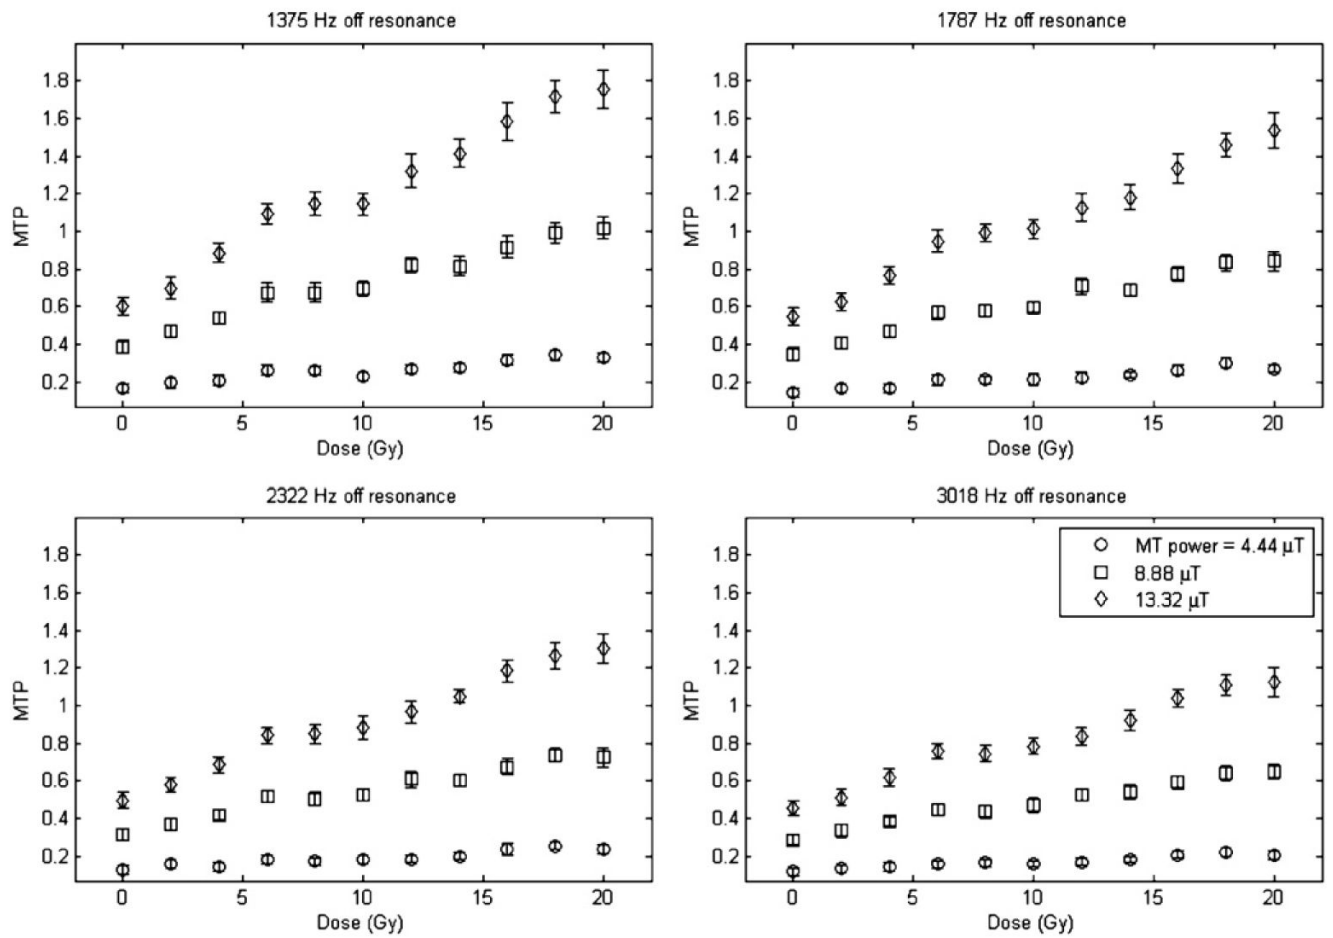 1375 Hz off resonance
1.8
1.6
1.4
1.2
1
0.8
0.6
0.4
0.2
MTP
0 5 10 15 20
Dose (Gy)
1787 Hz off resonance
1.8
1.6
1.4
1.2
1
0.8
0.6
0.4
0.2
MTP
0 5 10 15 20
Dose (Gy)
2322 Hz off resonance
1.8
1.6
1.4
1.2
1
0.8
0.6
0.4
0.2
MTP
0 5 10 15 20
Dose (Gy)
3018 Hz off resonance
1.8
1.6
1.4
1.2
1
0.8
0.6
0.4
0.2
MTP
MT power = 4.44 µT
8.88 µT
13.32 µT
0 5 10 15 20
Dose (Gy)